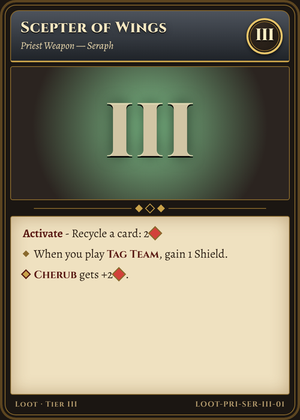 Scepter of Wings
Priest Weapon — Seraph
III
III
Activate - Recycle a card: 2
When you play Tag Team, gain 1 Shield.
Cherub gets +2.
Loot · Tier III
LOOT-PRI-SER-III-01